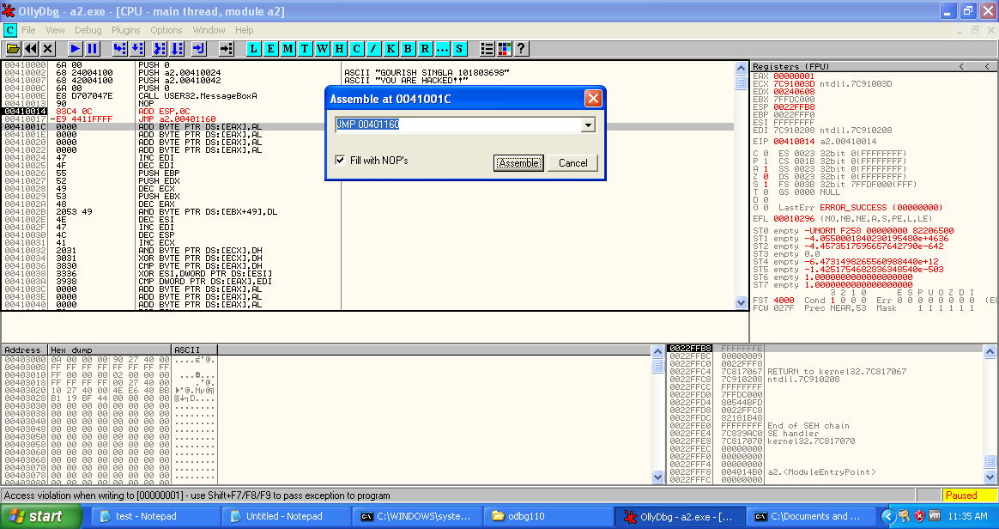 OllyDbg - a2.exe - [CPU - main thread, module a2]
C File View Debug Plugins Options Window Help
L E M T W H C / K B R ... S ?
00410000 6A 00 PUSH 0
00410002 68 24004100 PUSH a2.00410024 ASCII "GOURISH SINGLA 101803698"
00410007 68 42004100 PUSH a2.00410042 ASCII "YOU ARE HACKED!!"
0041000C 6A 00 PUSH 0
0041000E E8 D707047E CALL USER32.MessageBoxA
00410013 90 NOP
00410014 83C4 0C ADD ESP,0C
00410017 -E9 4411FFFF JMP a2.00401160
0041001C 0000 ADD BYTE PTR DS:[EAX],AL
0041001E 0000 ADD BYTE PTR DS:[EAX],AL
00410020 0000 ADD BYTE PTR DS:[EAX],AL
00410022 0000 ADD BYTE PTR DS:[EAX],AL
00410024 47 INC EDI
00410025 4F DEC EDI
00410026 55 PUSH EBP
00410027 52 PUSH EDX
00410028 49 DEC ECX
00410029 53 PUSH EBX
0041002A 48 DEC EAX
0041002B 2053 49 AND BYTE PTR DS:[EBX+49],DL
0041002E 4E DEC ESI
0041002F 47 INC EDI
00410030 4C DEC ESP
00410031 41 INC ECX
00410032 2031 AND BYTE PTR DS:[ECX],DH
00410034 3031 XOR BYTE PTR DS:[ECX],DH
00410036 3830 CMP BYTE PTR DS:[EAX],DH
00410038 3336 XOR ESI,DWORD PTR DS:[ESI]
0041003A 3938 CMP DWORD PTR DS:[EAX],EDI
0041003C 0000 ADD BYTE PTR DS:[EAX],AL
0041003E 0000 ADD BYTE PTR DS:[EAX],AL
00410040 0000 ADD BYTE PTR DS:[EAX],AL
Assemble at 0041001C
JMP 00401160
Fill with NOP's
Assemble
Cancel
Registers (FPU) < <
EAX 00000001
ECX 7C91003D ntdll.7C91003D
EDX 00240608
EBX 7FFDC000
ESP 0022FFB8
EBP 0022FFF0
ESI FFFFFFFF
EDI 7C910208 ntdll.7C910208
EIP 00410014 a2.00410014
C 0 ES 0023 32bit 0(FFFFFFFF)
P 1 CS 001B 32bit 0(FFFFFFFF)
A 1 SS 0023 32bit 0(FFFFFFFF)
Z 0 DS 0023 32bit 0(FFFFFFFF)
S 1 FS 003B 32bit 7FFDF000(FFF)
T 0 GS 0000 NULL
D 0
O 0 LastErr ERROR_SUCCESS (00000000)
EFL 00010296 (NO,NB,NE,A,S,PE,L,LE)
ST0 empty -UNORM F258 00000000 82206500
ST1 empty -4.0550001840230195480e+4636
ST2 empty -4.4573517595657642790e-642
ST3 empty 0.0
ST4 empty -6.4731498265560988440e+12
ST5 empty -1.4251754682836348540e-503
ST6 empty 1.0000000000000000000
ST7 empty 1.0000000000000000000
3 2 1 0 E S P U O Z D I
FST 4000 Cond 1 0 0 0 Err 0 0 0 0 0 0 0 0 (EQ
FCW 027F Prec NEAR,53 Mask 1 1 1 1 1 1
Address Hex dump ASCII
00403000 0A 00 00 00 90 27 40 00
00403008 FF FF FF FF FF FF FF FF
00403010 FF 00 00 00 02 00 00 00
00403018 FF FF FF FF 00 27 40 00
00403020 10 27 40 00 4E E6 40 BB
00403028 B1 19 BF 44 00 00 00 00
00403030 00 00 00 00 00 00 00 00
00403038 00 00 00 00 00 00 00 00
00403040 00 00 00 00 00 00 00 00
00403048 00 00 00 00 00 00 00 00
00403050 00 00 00 00 00 00 00 00
00403058 00 00 00 00 00 00 00 00
00403060 00 00 00 00 00 00 00 00
00403068 00 00 00 00 00 00 00 00
00403070 00 00 00 00 00 00 00 00
00403078 00 00 00 00 00 00 00 00
0022FFB8 FFFFFFFE
0022FFBC 00000009
0022FFC0 0022FFF8
0022FFC4 7C817067 RETURN to kernel32.7C817067
0022FFC8 7C910208 ntdll.7C910208
0022FFCC FFFFFFFF
0022FFD0 7FFDC000
0022FFD4 80544BFD
0022FFD8 0022FFC8
0022FFDC 82181B48
0022FFE0 FFFFFFFF End of SEH chain
0022FFE4 7C839AC0 SE handler
0022FFE8 7C817070 kernel32.7C817070
0022FFEC 00000000
0022FFF0 00000000
0022FFF4 00000000
0022FFF8 004014B0 a2.<ModuleEntryPoint>
0022FFFC 00000000
Access violation when writing to [00000001] - use Shift+F7/F8/F9 to pass exception to program
Paused
start
test - Notepad
Untitled - Notepad
C:\WINDOWS\syste...
odbg110
OllyDbg - a2.exe - [...
C:\Documents and ...
11:35 AM